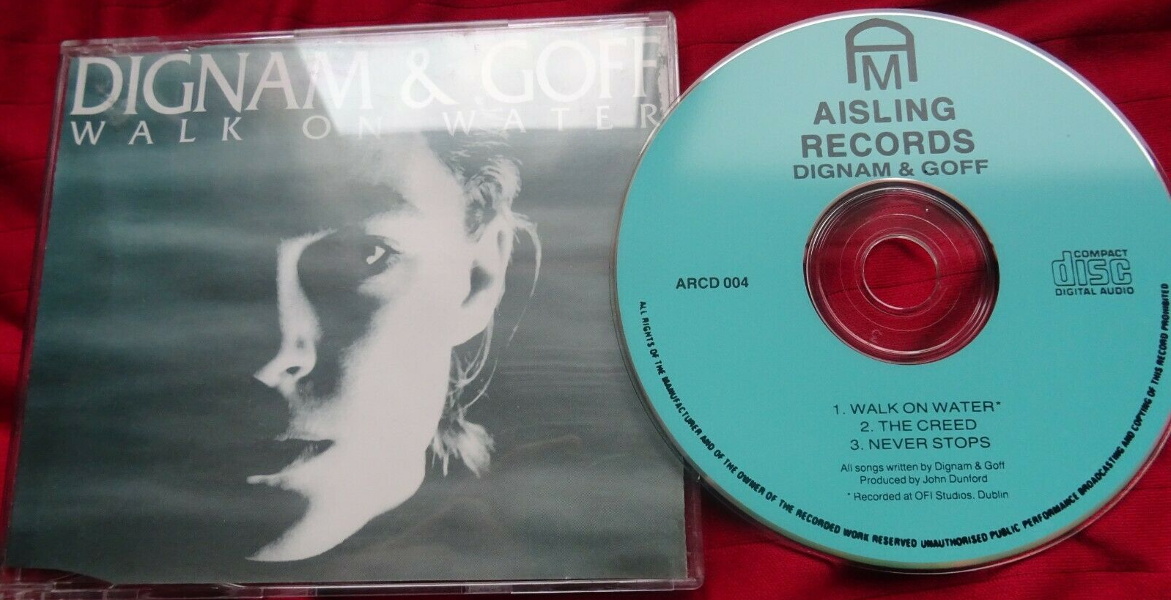 DIGNAM & GOFF
WALK ON WATER
AM
AISLING
RECORDS
DIGNAM & GOFF
ARCD 004
COMPACT
disc
DIGITAL AUDIO
1. WALK ON WATER*
2. THE CREED
3. NEVER STOPS
All songs written by Dignam & Goff
Produced by John Dunford
* Recorded at OFI Studios. Dublin
ALL RIGHTS OF THE MANUFACTURER AND OF THE OWNER OF THE RECORDED WORK RESERVED UNAUTHORISED PUBLIC PERFORMANCE BROADCASTING AND COPYING OF THIS RECORD PROHIBITED